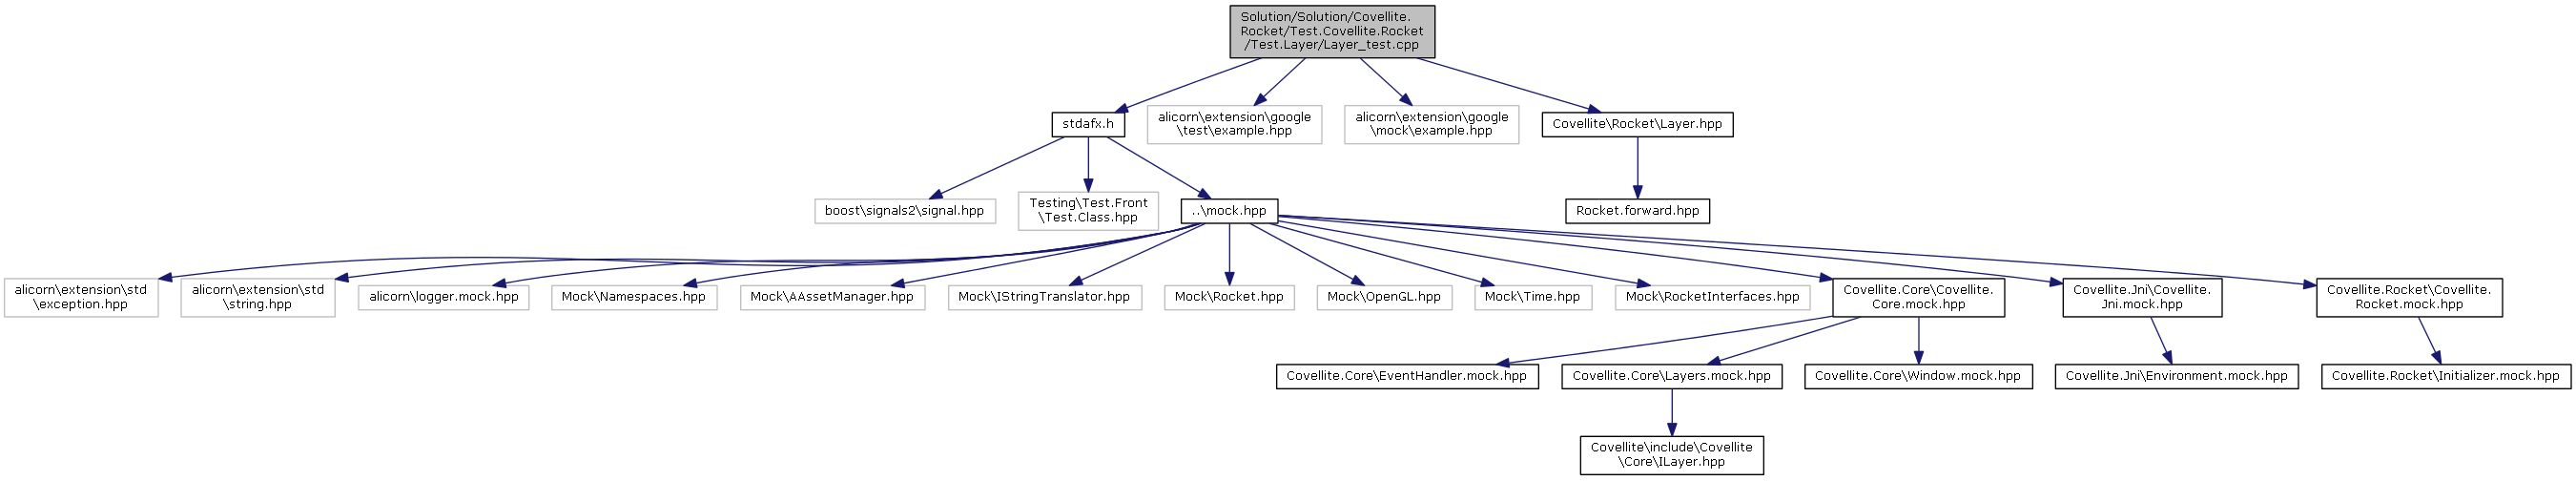 Solution/Solution/Covellite.
Rocket/Test.Covellite.Rocket
/Test.Layer/Layer_test.cpp
stdafx.h
alicorn\extension\google
\test\example.hpp
alicorn\extension\google
\mock\example.hpp
Covellite\Rocket\Layer.hpp
boost\signals2\signal.hpp
Testing\Test.Front
\Test.Class.hpp
..\mock.hpp
Rocket.forward.hpp
alicorn\extension\std
\exception.hpp
alicorn\extension\std
\string.hpp
alicorn\logger.mock.hpp
Mock\Namespaces.hpp
Mock\AAssetManager.hpp
Mock\IStringTranslator.hpp
Mock\Rocket.hpp
Mock\OpenGL.hpp
Mock\Time.hpp
Mock\RocketInterfaces.hpp
Covellite.Core\Covellite.
Core.mock.hpp
Covellite.Jni\Covellite.
Jni.mock.hpp
Covellite.Rocket\Covellite.
Rocket.mock.hpp
Covellite.Core\EventHandler.mock.hpp
Covellite.Core\Layers.mock.hpp
Covellite.Core\Window.mock.hpp
Covellite.Jni\Environment.mock.hpp
Covellite.Rocket\Initializer.mock.hpp
Covellite\include\Covellite
\Core\ILayer.hpp